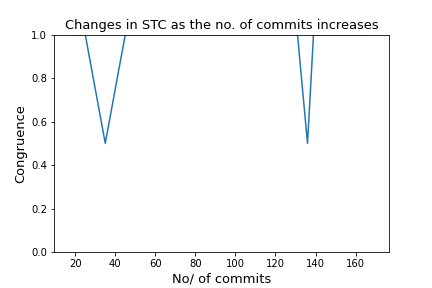 Changes in STC as the no. of commits increases
1.0
0.8
0.6
0.4
0.2
0.0
Congruence
20 40 60 80 100 120 140 160
No/ of commits